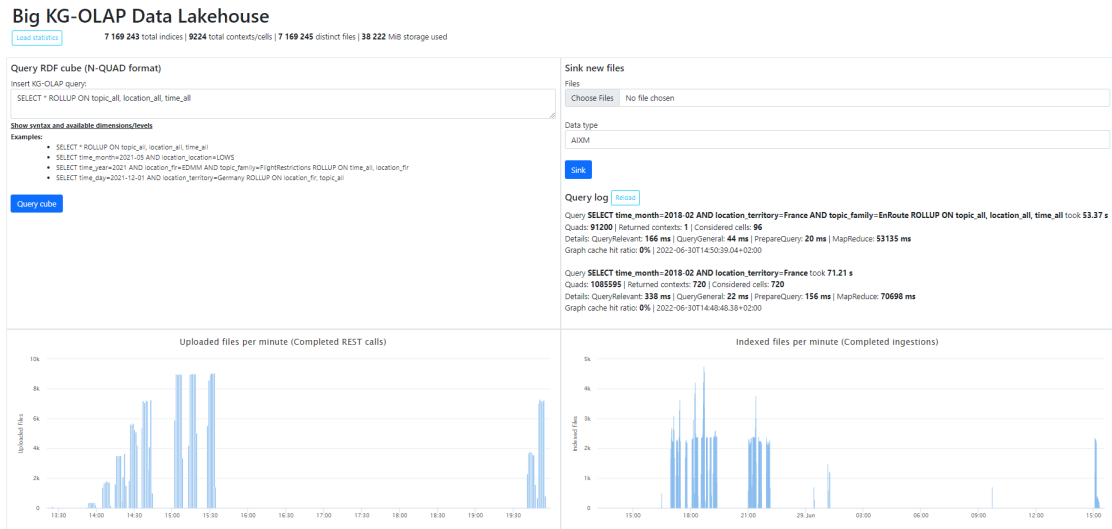 Big KG-OLAP Data Lakehouse
Load statistics
7 169 243 total indices | 9224 total contexts/cells | 7 169 245 distinct files | 38 222 MiB storage used
Query RDF cube (N-QUAD format)
Insert KG-OLAP query:
SELECT * ROLLUP ON topic_all, location_all, time_all
Show syntax and available dimensions/levels
Examples:
SELECT * ROLLUP ON topic_all, location_all, time_all
SELECT time_month=2021-05 AND location_location=LOWS
SELECT time_year=2021 AND location_fir=EDMM AND topic_family=FlightRestrictions ROLLUP ON time_all, location_fir
SELECT time_day=2021-12-01 AND location_territory=Germany ROLLUP ON location_fir, topic_all
Query cube
Sink new files
Files
Choose Files No file chosen
Data type
AIXM
Sink
Query log Reload
Query SELECT time_month=2018-02 AND location_territory=France AND topic_family=EnRoute ROLLUP ON topic_all, location_all, time_all took 53.37 s
Quads: 91200 | Returned contexts: 1 | Considered cells: 96
Details: QueryRelevant: 166 ms | QueryGeneral: 44 ms | PrepareQuery: 20 ms | MapReduce: 53135 ms
Graph cache hit ratio: 0% | 2022-06-30T14:50:39.04+02:00
Query SELECT time_month=2018-02 AND location_territory=France took 71.21 s
Quads: 1085595 | Returned contexts: 720 | Considered cells: 720
Details: QueryRelevant: 338 ms | QueryGeneral: 22 ms | PrepareQuery: 156 ms | MapReduce: 70698 ms
Graph cache hit ratio: 0% | 2022-06-30T14:48:48.38+02:00
Uploaded files per minute (Completed REST calls)
10k
8k
6k
4k
2k
0
Uploaded files
13:30 14:00 14:30 15:00 15:30 16:00 16:30 17:00 17:30 18:00 18:30 19:00 19:30
Indexed files per minute (Completed ingestions)
5k
4k
3k
2k
1k
0
Indexed files
15:00 18:00 21:00 29. Jun 03:00 06:00 09:00 12:00 15:00